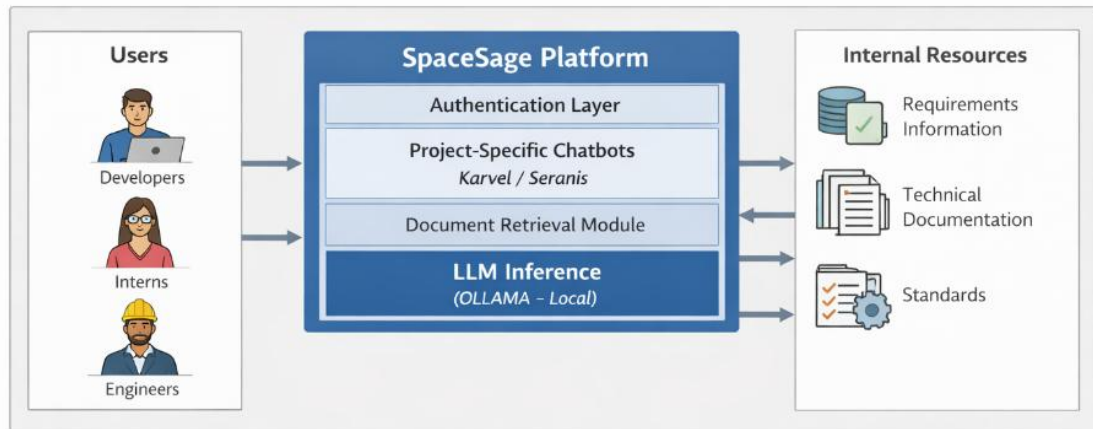 Users
Developers
Interns
Engineers
SpaceSage Platform
Authentication Layer
Project-Specific Chatbots
Karvel / Seranis
Document Retrieval Module
LLM Inference
(OLLAMA – Local)
Internal Resources
Requirements
Information
Technical
Documentation
Standards